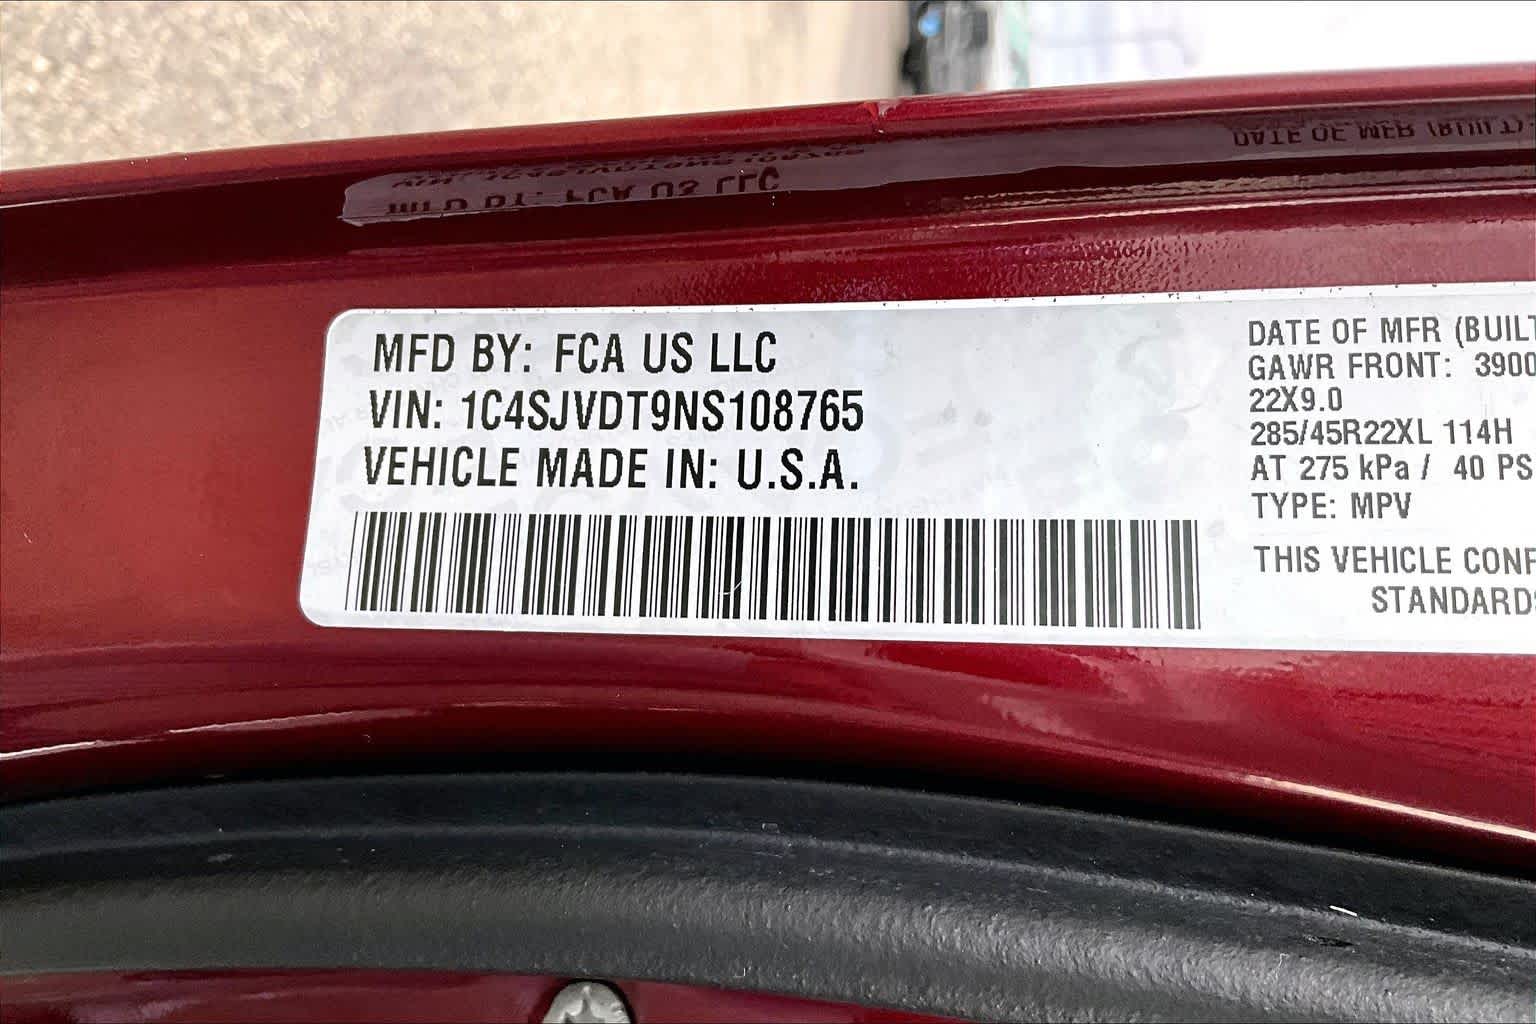 MFD BY: FCA US LLC
VIN: 1C4SJVDT9NS108765
VEHICLE MADE IN: U.S.A.
DATE OF MFR (BUILT
GAWR FRONT: 3900
22X9.0
285/45R22XL 114H
AT 275 kPa / 40 PS
TYPE: MPV
THIS VEHICLE CONF
STANDARDS